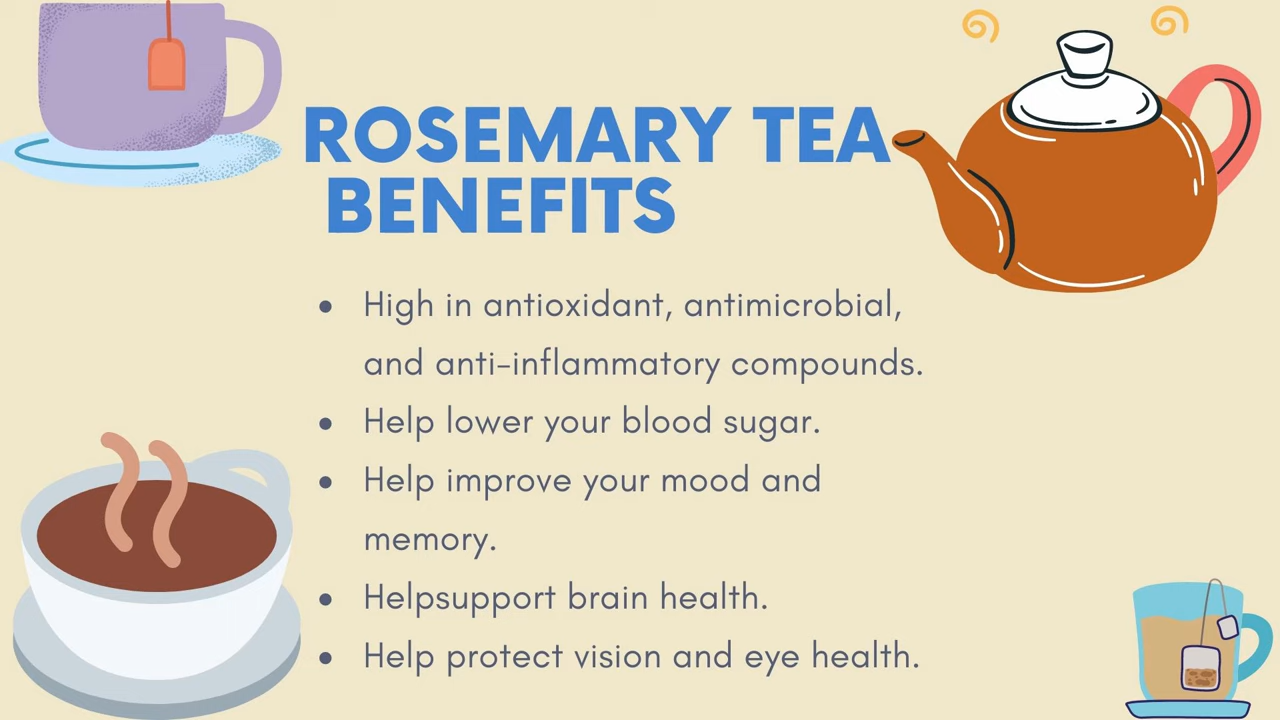 ROSEMARY TEA
BENEFITS
• High in antioxidant, antimicrobial,
and anti-inflammatory compounds.
• Help lower your blood sugar.
• Help improve your mood and
memory.
• Helpsupport brain health.
• Help protect vision and eye health.